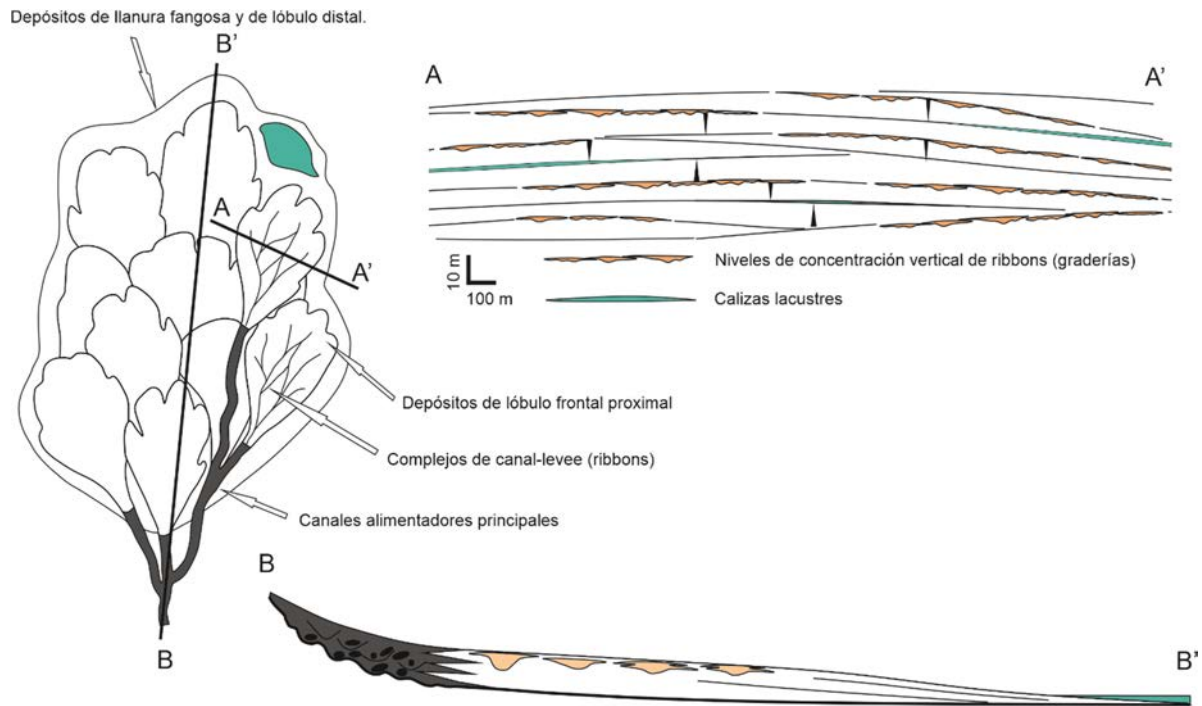 Depósitos de llanura fangosa y de lóbulo distal.
B'
A
A'
B
A
A'
10 m
100 m
Niveles de concentración vertical de ribbons (graderías)
Calizas lacustres
Depósitos de lóbulo frontal proximal
Complejos de canal-levee (ribbons)
Canales alimentadores principales
B
B'